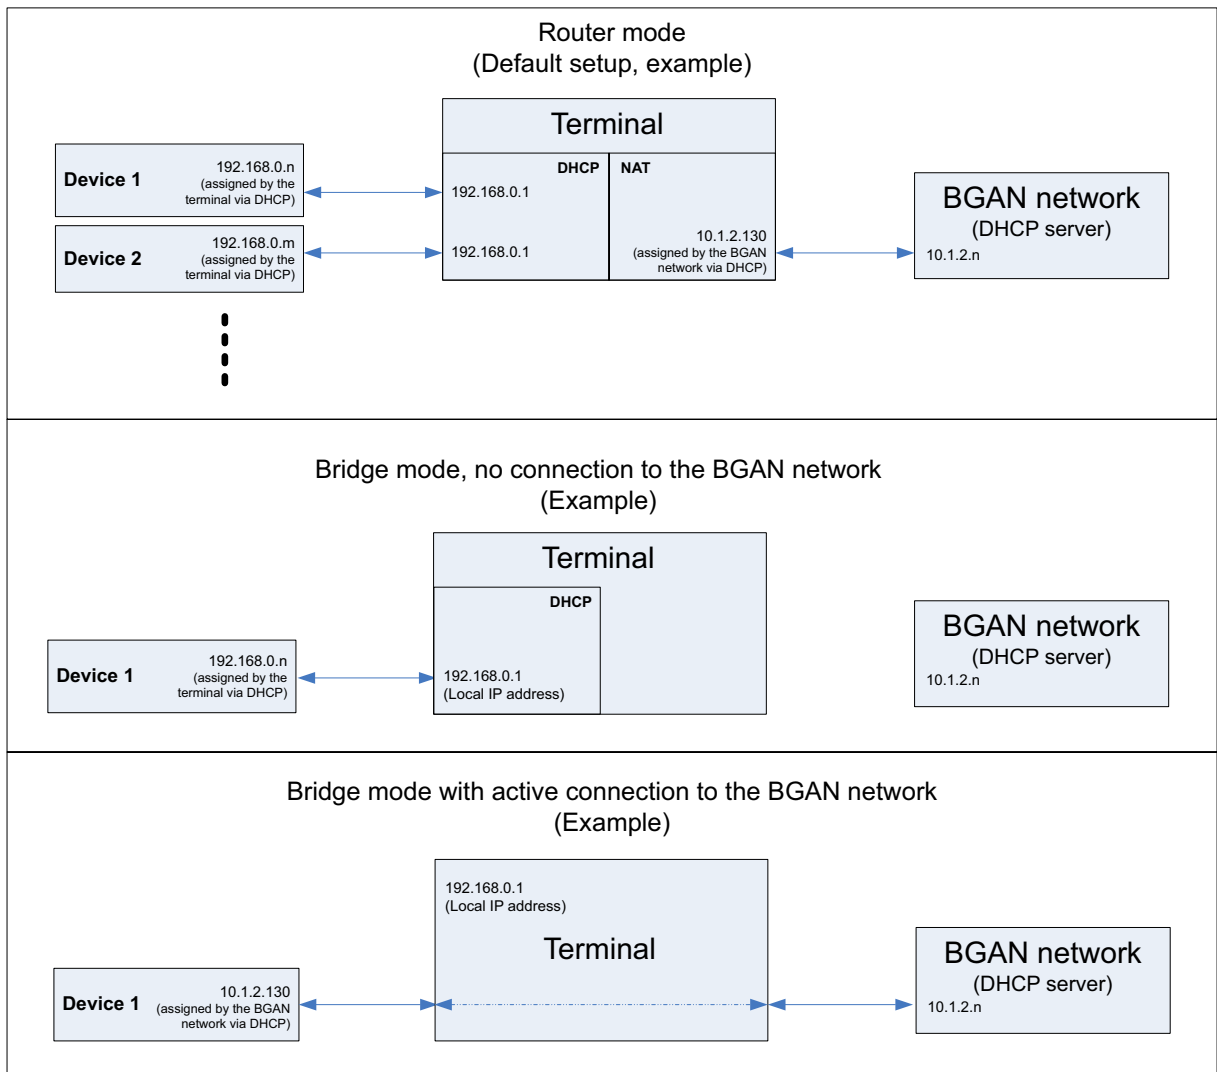 Router mode
(Default setup, example)
Device 1
192.168.0.n
(assigned by the
terminal via DHCP)
Device 2
192.168.0.m
(assigned by the
terminal via DHCP)
Terminal
DHCP
192.168.0.1
192.168.0.1
NAT
10.1.2.130
(assigned by the BGAN
network via DHCP)
BGAN network
(DHCP server)
10.1.2.n
Bridge mode, no connection to the BGAN network
(Example)
Device 1
192.168.0.n
(assigned by the
terminal via DHCP)
Terminal
DHCP
192.168.0.1
(Local IP address)
BGAN network
(DHCP server)
10.1.2.n
Bridge mode with active connection to the BGAN network
(Example)
Device 1
10.1.2.130
(assigned by the BGAN
network via DHCP)
192.168.0.1
(Local IP address)
Terminal
BGAN network
(DHCP server)
10.1.2.n